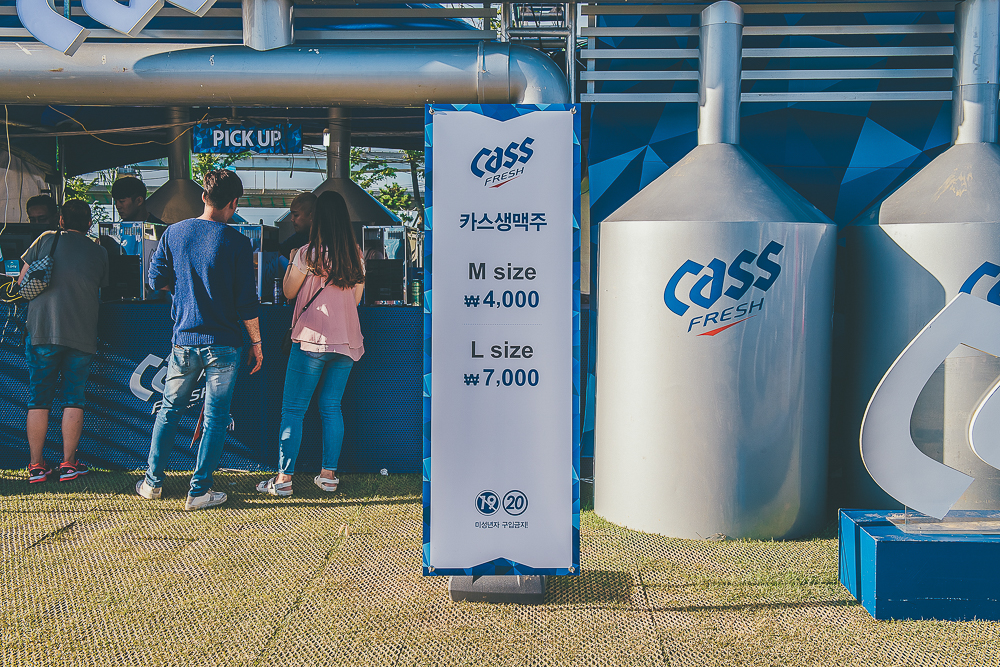 PICK UP
Cass
FRESH
카스생맥주
M size
₩4,000
L size
₩7,000
20
미성년자 구입금지!
Cass
FRESH
FRESH